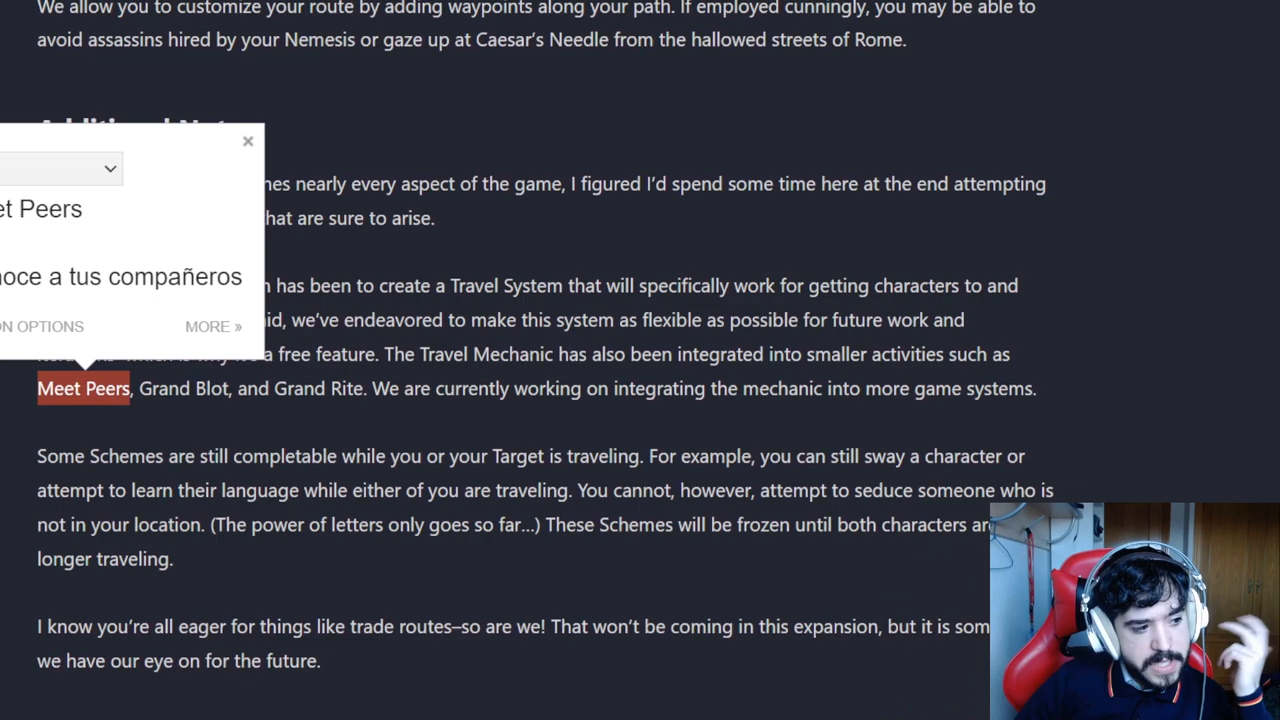 We allow you to customize your route by adding waypoints along your path. If employed cunningly, you may be able to
avoid assassins hired by your Nemesis or gaze up at Caesar's Needle from the hallowed streets of Rome.
×
nearly every aspect of the game, I figured I'd spend some time here at the end attempting
Peers
that are sure to arise.
a tus compañeros
has been to create a Travel System that will specifically work for getting characters to and
OPTIONS
MORE »
we've endeavored to make this system as flexible as possible for future work and
a free feature. The Travel Mechanic has also been integrated into smaller activities such as
Meet Peers, Grand Blot, and Grand Rite. We are currently working on integrating the mechanic into more game systems.
Some Schemes are still completable while you or your Target is traveling. For example, you can still sway a character or
attempt to learn their language while either of you are traveling. You cannot, however, attempt to seduce someone who is
not in your location. (The power of letters only goes so far...) These Schemes will be frozen until both characters
longer traveling.
I know you're all eager for things like trade routes–so are we! That won't be coming in this expansion, but it is
we have our eye on for the future.